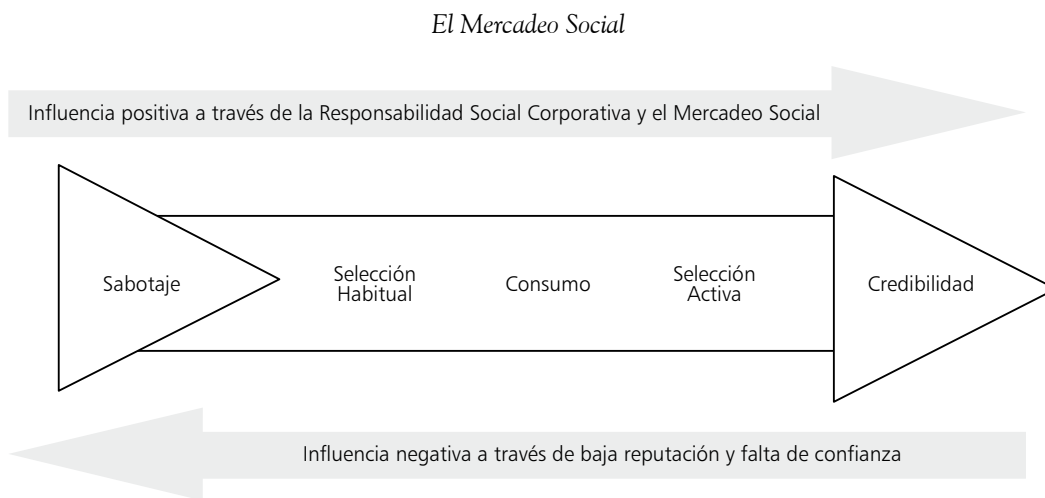 El Mercadeo Social
Influencia positiva a través de la Responsabilidad Social Corporativa y el Mercadeo Social
Sabotaje
Selección
Habitual
Consumo
Selección
Activa
Credibilidad
Influencia negativa a través de baja reputación y falta de confianza